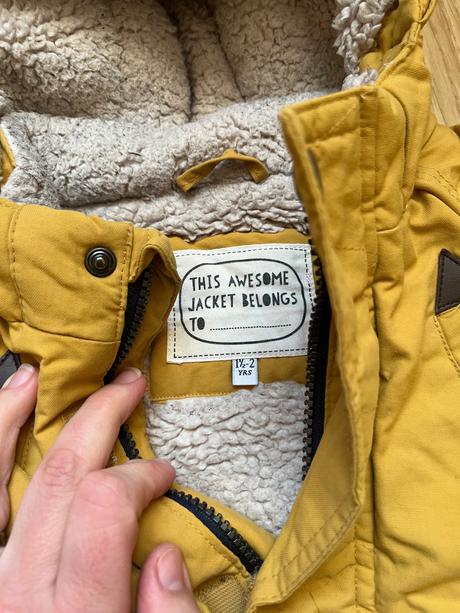 THIS AWESOME
JACKET BELONGS
TO ....................
1½-2
YRS